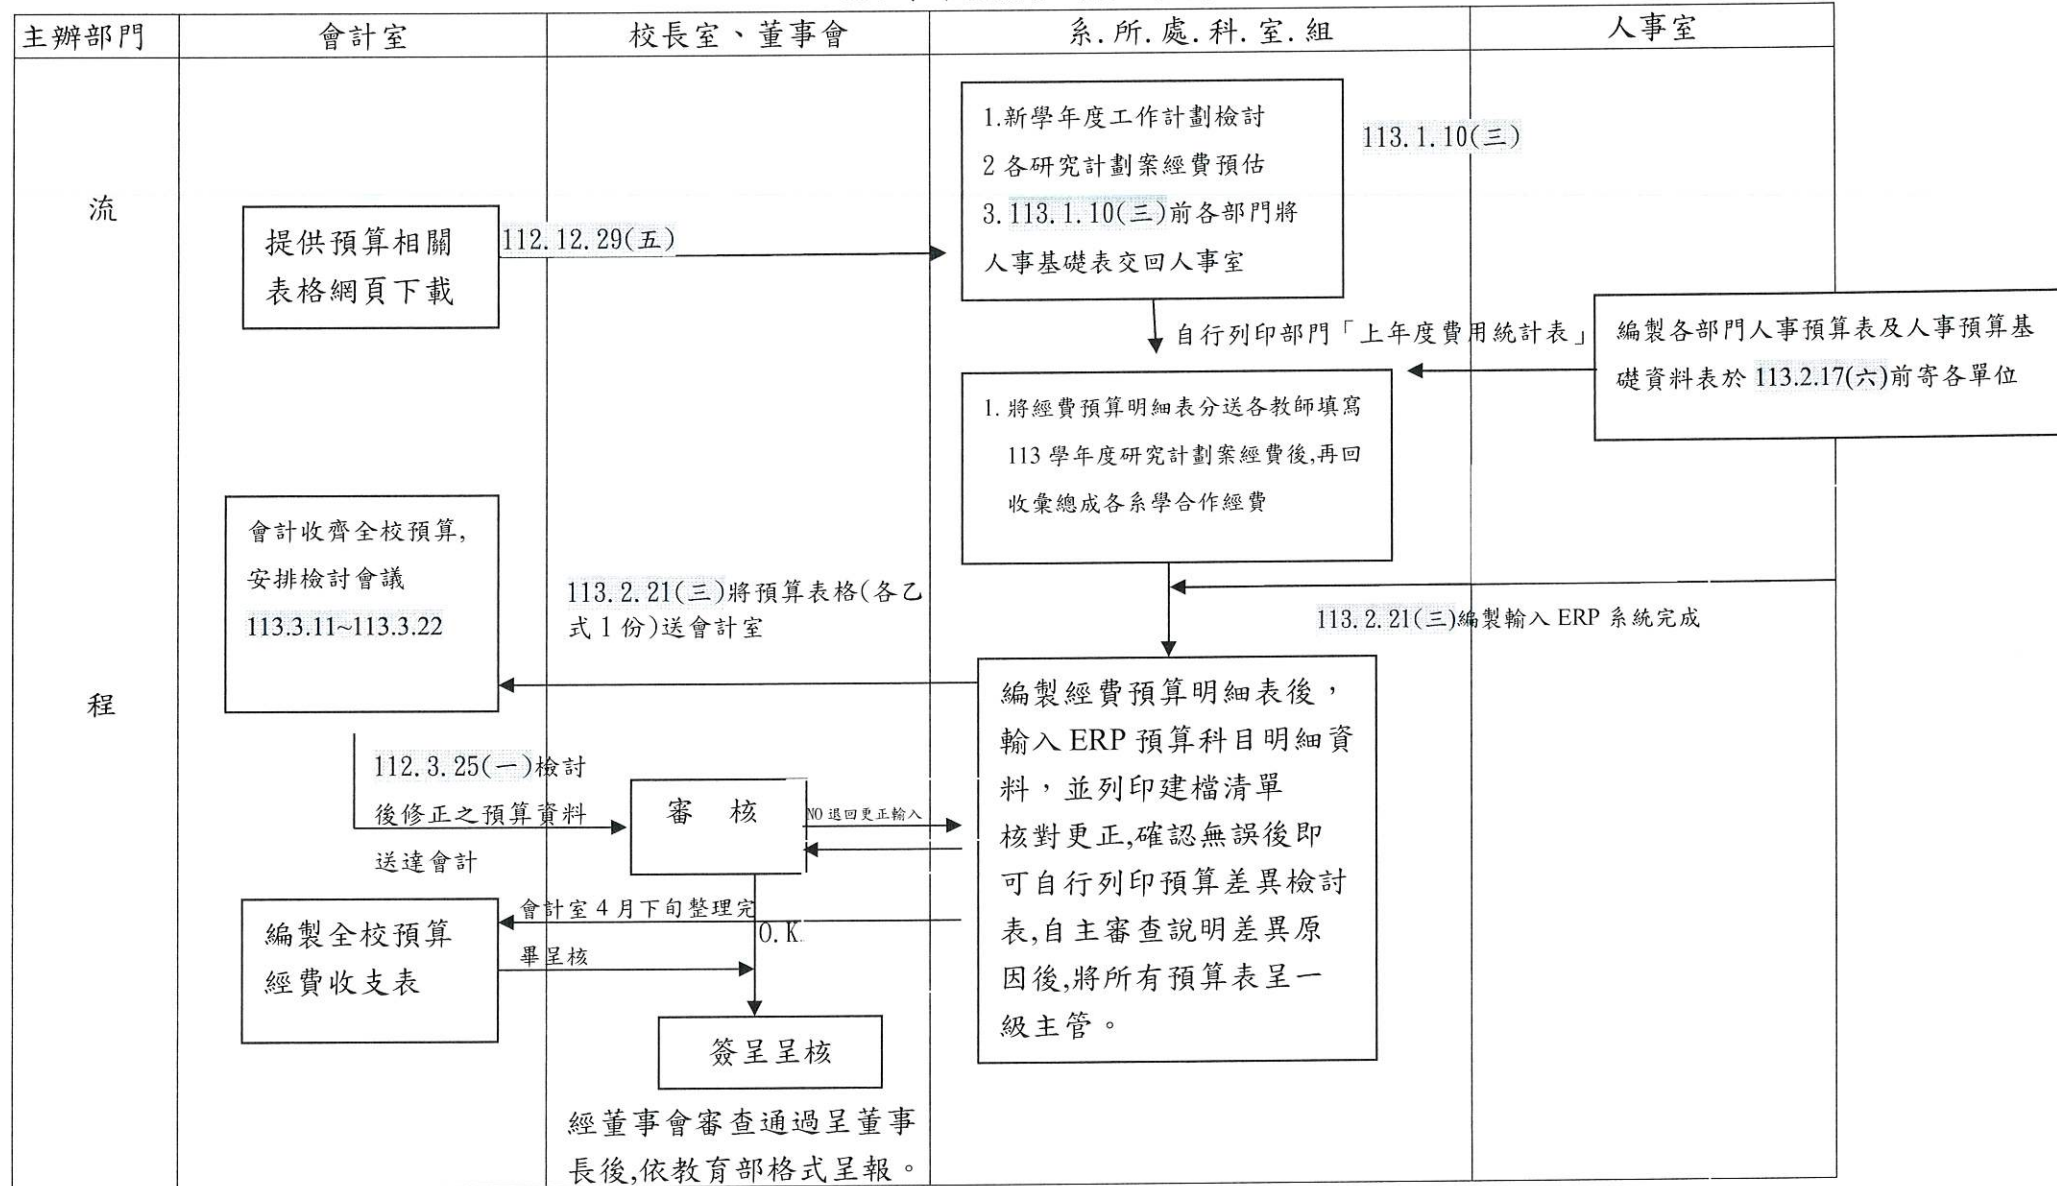 主辦部門
會計室
校長室、董事會
系.所.處.科.室.組
人事室
流
程
提供預算相關
表格網頁下載
112.12.29(五)
1.新學年度工作計劃檢討
2 各研究計劃案經費預估
3.113.1.10(三)前各部門將
人事基礎表交回人事室
113.1.10(三)
自行列印部門「上年度費用統計表」
編製各部門人事預算表及人事預算基
礎資料表於 113.2.17(六)前寄各單位
1. 將經費預算明細表分送各教師填寫
113 學年度研究計劃案經費後,再回
收彙總成各系學合作經費
會計收齊全校預算,
安排檢討會議
113.3.11~113.3.22
113.2.21(三)將預算表格(各乙
式 1 份)送會計室
113.2.21(三)編製輸入 ERP 系統完成
編製經費預算明細表後，
輸入 ERP 預算科目明細資
料，並列印建檔清單
核對更正,確認無誤後即
可自行列印預算差異檢討
表,自主審查說明差異原
因後,將所有預算表呈一
級主管。
112.3.25(一)檢討
後修正之預算資料
送達會計
審 核
NO 退回更正輸入
會計室 4 月下旬整理完
畢呈核
O.K.
編製全校預算
經費收支表
簽呈呈核
經董事會審查通過呈董事
長後,依教育部格式呈報。